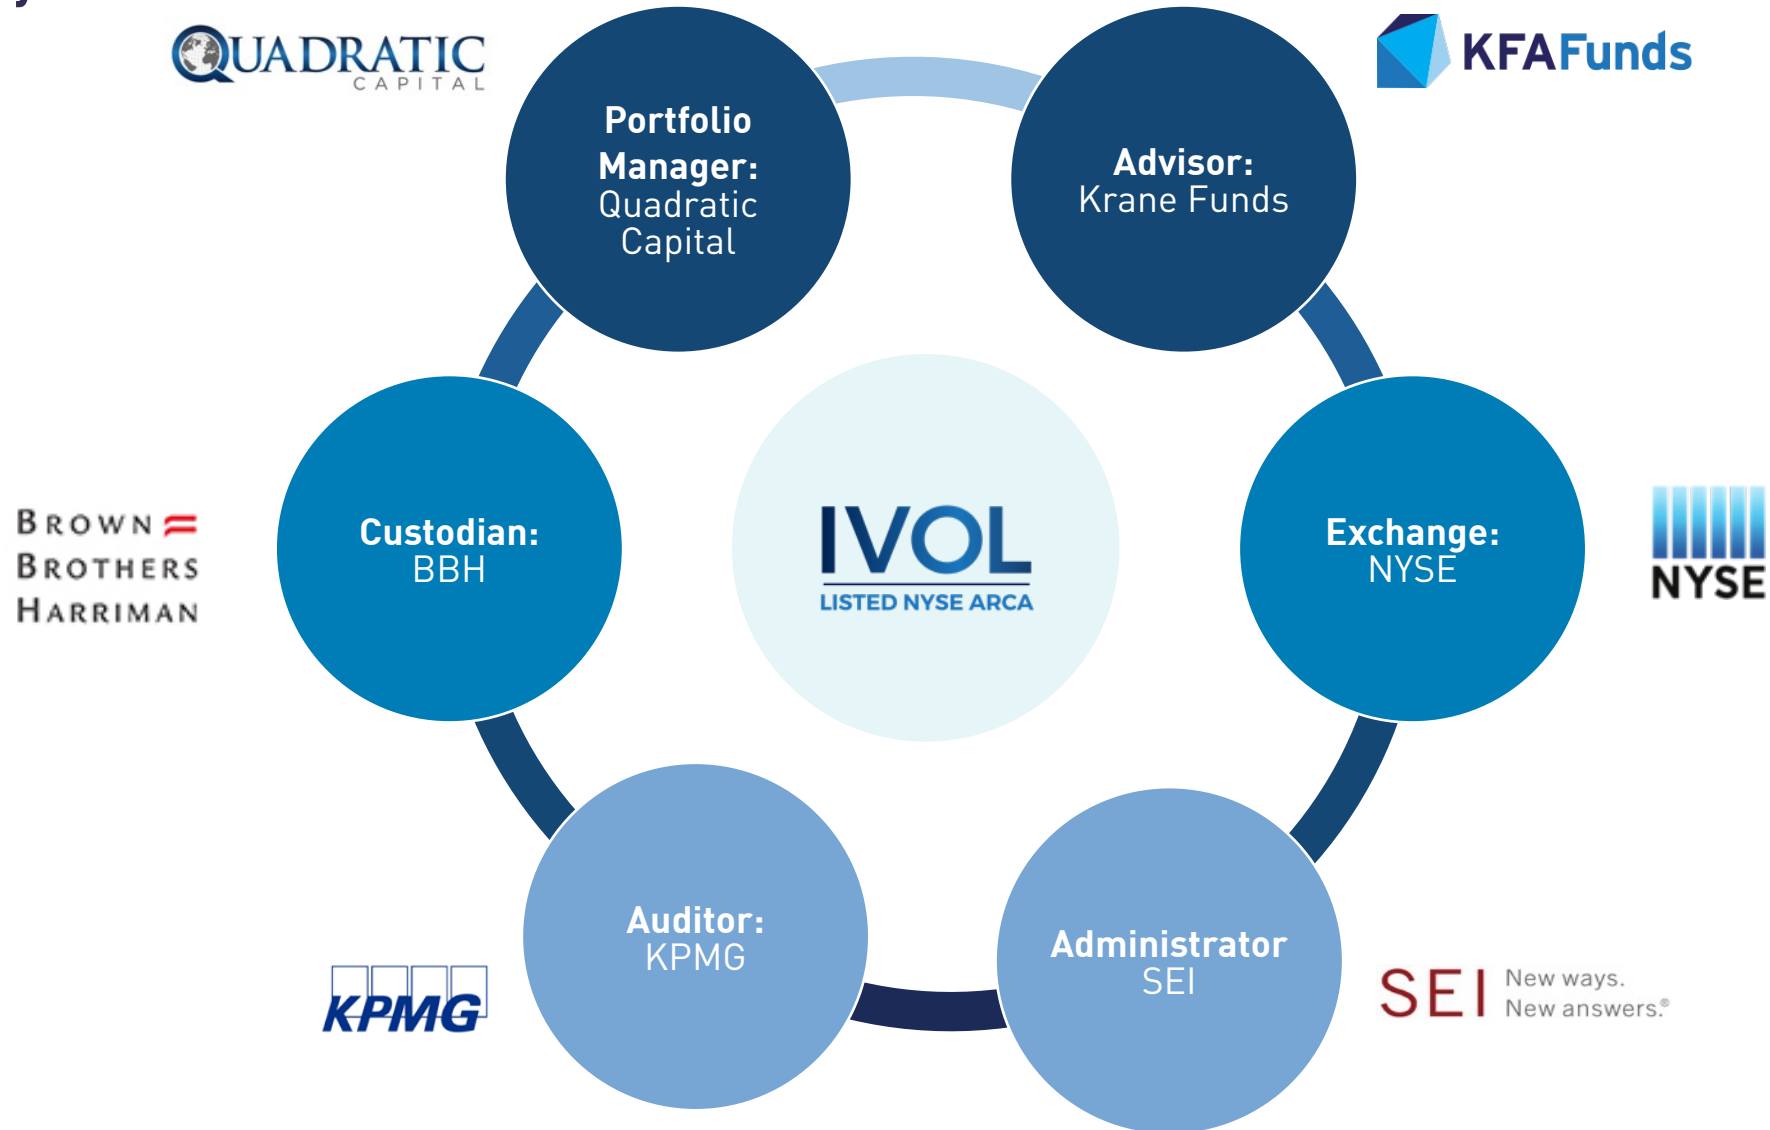 QUADRATIC
CAPITAL
KFAFunds
Portfolio
Manager:
Quadratic
Capital
Advisor:
Krane Funds
BROWN
BROTHERS
HARRIMAN
Custodian:
BBH
IVOL
LISTED NYSE ARCA
Exchange:
NYSE
NYSE
Auditor:
KPMG
Administrator
SEI
KPMG
SEI
New ways.
New answers.®